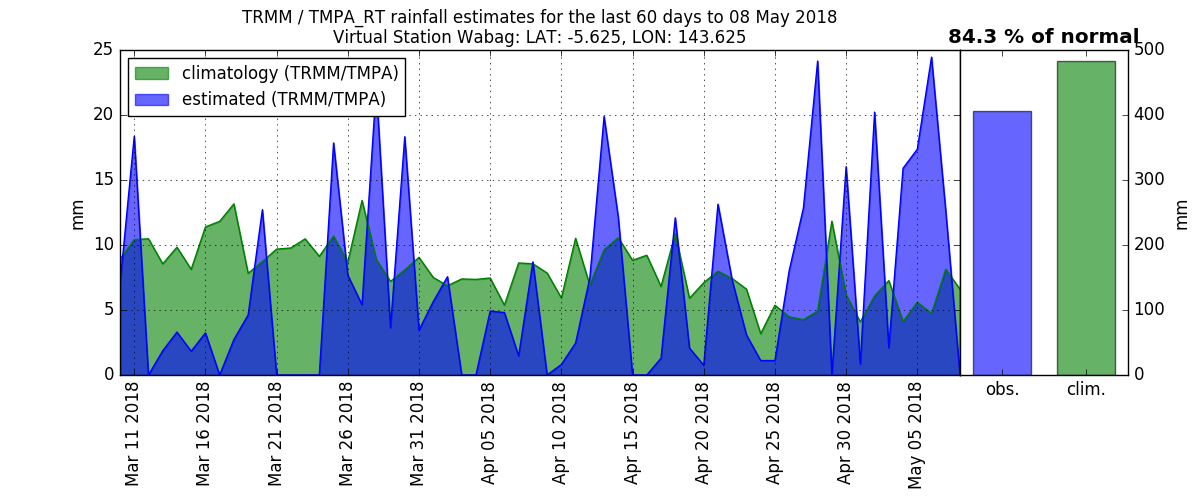 TRMM / TMPA_RT rainfall estimates for the last 60 days to 08 May 2018
Virtual Station Wabag: LAT: -5.625, LON: 143.625
84.3 % of normal
climatology (TRMM/TMPA)
estimated (TRMM/TMPA)
25
20
15
10
5
0
mm
500
400
300
200
100
0
mm
Mar 11 2018
Mar 16 2018
Mar 21 2018
Mar 26 2018
Mar 31 2018
Apr 05 2018
Apr 10 2018
Apr 15 2018
Apr 20 2018
Apr 25 2018
Apr 30 2018
May 05 2018
obs.
clim.